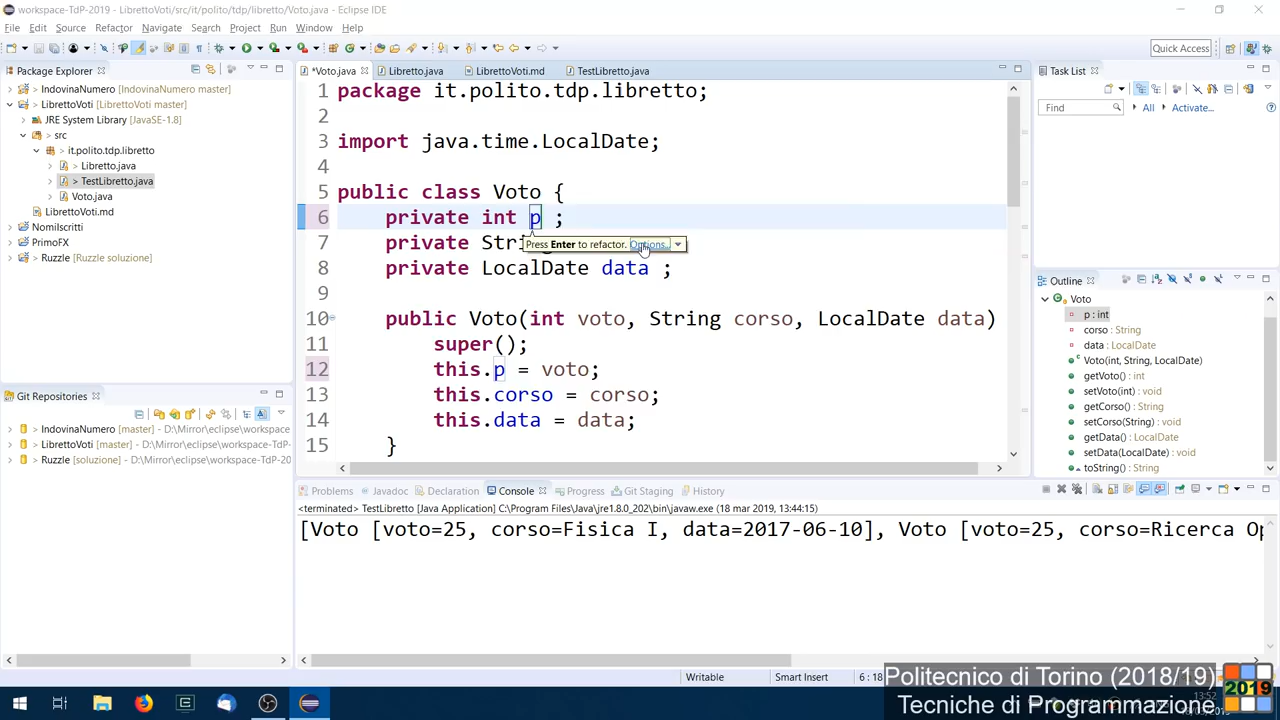 workspace-TdP-2019 - LibrettoVoti/src/it/polito/tdp/libretto/Voto.java - Eclipse IDE
File Edit Source Refactor Navigate Search Project Run Window Help
Quick Access
Package Explorer
IndovinaNumero [IndovinaNumero master]
> LibrettoVoti [LibrettoVoti master]
JRE System Library [JavaSE-1.8]
> src
> it.polito.tdp.libretto
> Libretto.java
> TestLibretto.java
Voto.java
LibrettoVoti.md
NomiIscritti
PrimoFX
> Ruzzle [Ruzzle soluzione]
Git Repositories
IndovinaNumero [master] - D:\Mirror\eclipse\workspace
> LibrettoVoti [master] - D:\Mirror\eclipse\workspace-TdP-
> Ruzzle [soluzione] - D:\Mirror\eclipse\workspace-TdP-20
*Voto.java Libretto.java LibrettoVoti.md TestLibretto.java
1 package it.polito.tdp.libretto;
2
3 import java.time.LocalDate;
4
5 public class Voto {
6 private int p ;
7 private Stri
Press Enter to refactor. Options...
8 private LocalDate data ;
9
10 public Voto(int voto, String corso, LocalDate data)
11 super();
12 this.p = voto;
13 this.corso = corso;
14 this.data = data;
15 }
Problems Javadoc Declaration Console Progress Git Staging History
<terminated> TestLibretto [Java Application] C:\Program Files\Java\jre1.8.0_202\bin\javaw.exe (18 mar 2019, 13:44:15)
[Voto [voto=25, corso=Fisica I, data=2017-06-10], Voto [voto=25, corso=Ricerca Op
Task List
Find All Activate...
Outline
Voto
p : int
corso : String
data : LocalDate
Voto(int, String, LocalDate)
getVoto() : int
setVoto(int) : void
getCorso() : String
setCorso(String) : void
getData() : LocalDate
setData(LocalDate) : void
toString() : String
Writable Smart Insert 6 : 18
Politecnico di Torino (2018/19)
Tecniche di Programmazione
2019
13:52